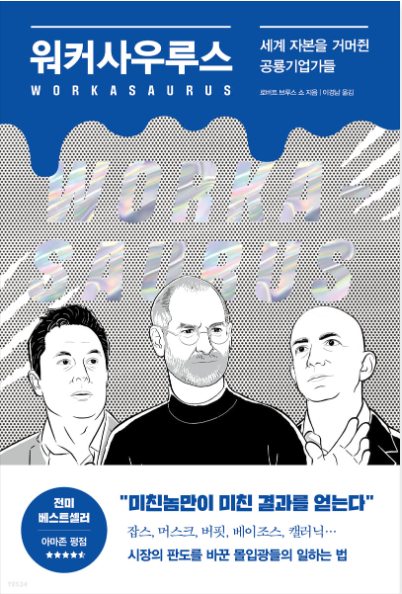 워커사우루스
WORKASAURUS
세계 자본을 거머쥔
공룡기업가들
로버트 브루스 쇼 지음 | 이경남 옮김
WORKA-
SAURUS
전미
베스트셀러
아마존 평점
"미친놈만이 미친 결과를 얻는다"
잡스, 머스크, 버핏, 베이조스, 캘러닉…
시장의 판도를 바꾼 몰입광들의 일하는 법